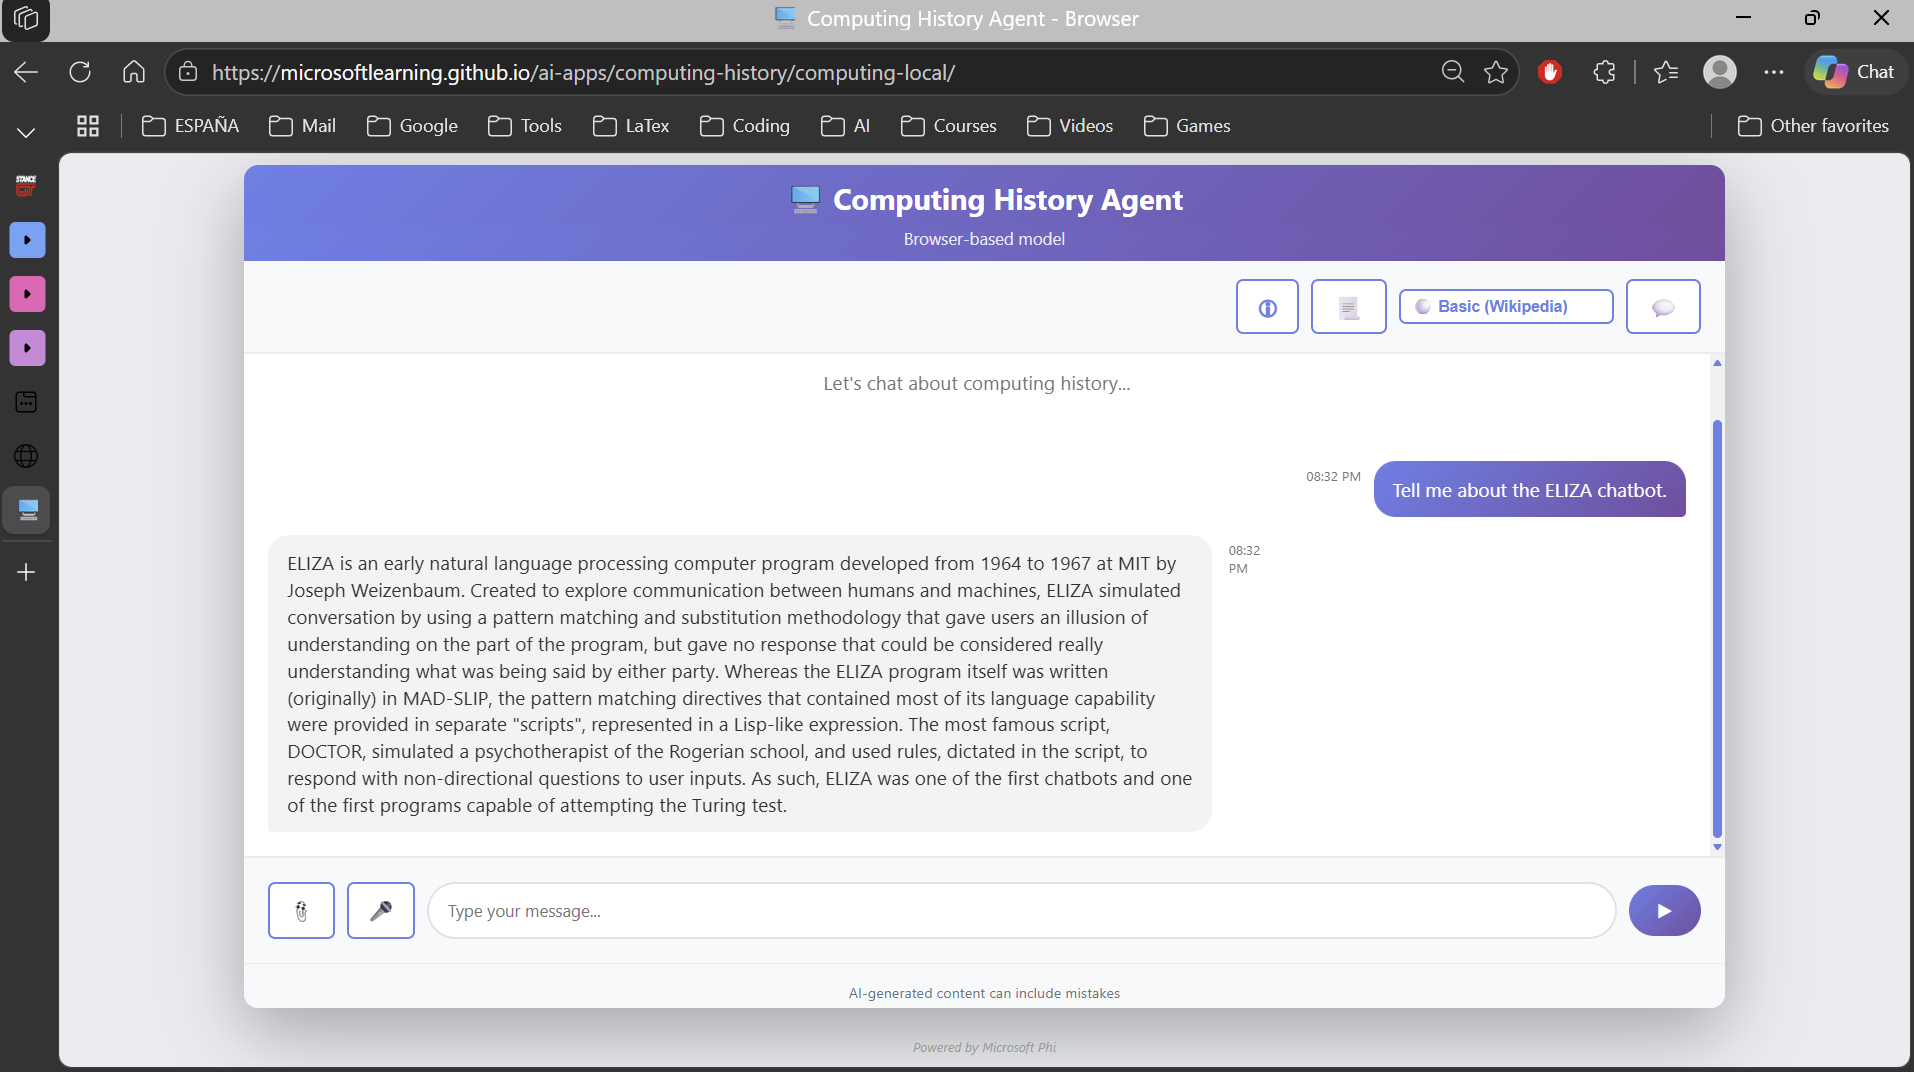 Computing History Agent - Browser
https://microsoftlearning.github.io/ai-apps/computing-history/computing-local/
Chat
ESPAÑA
Mail
Google
Tools
LaTex
Coding
AI
Courses
Videos
Games
Other favorites
STANCE
Computing History Agent
Browser-based model
Basic (Wikipedia)
Let's chat about computing history...
08:32 PM
Tell me about the ELIZA chatbot.
ELIZA is an early natural language processing computer program developed from 1964 to 1967 at MIT by
Joseph Weizenbaum. Created to explore communication between humans and machines, ELIZA simulated
conversation by using a pattern matching and substitution methodology that gave users an illusion of
understanding on the part of the program, but gave no response that could be considered really
understanding what was being said by either party. Whereas the ELIZA program itself was written
(originally) in MAD-SLIP, the pattern matching directives that contained most of its language capability
were provided in separate "scripts", represented in a Lisp-like expression. The most famous script,
DOCTOR, simulated a psychotherapist of the Rogerian school, and used rules, dictated in the script, to
respond with non-directional questions to user inputs. As such, ELIZA was one of the first chatbots and one
of the first programs capable of attempting the Turing test.
08:32
PM
Type your message...
AI-generated content can include mistakes
Powered by Microsoft Phi